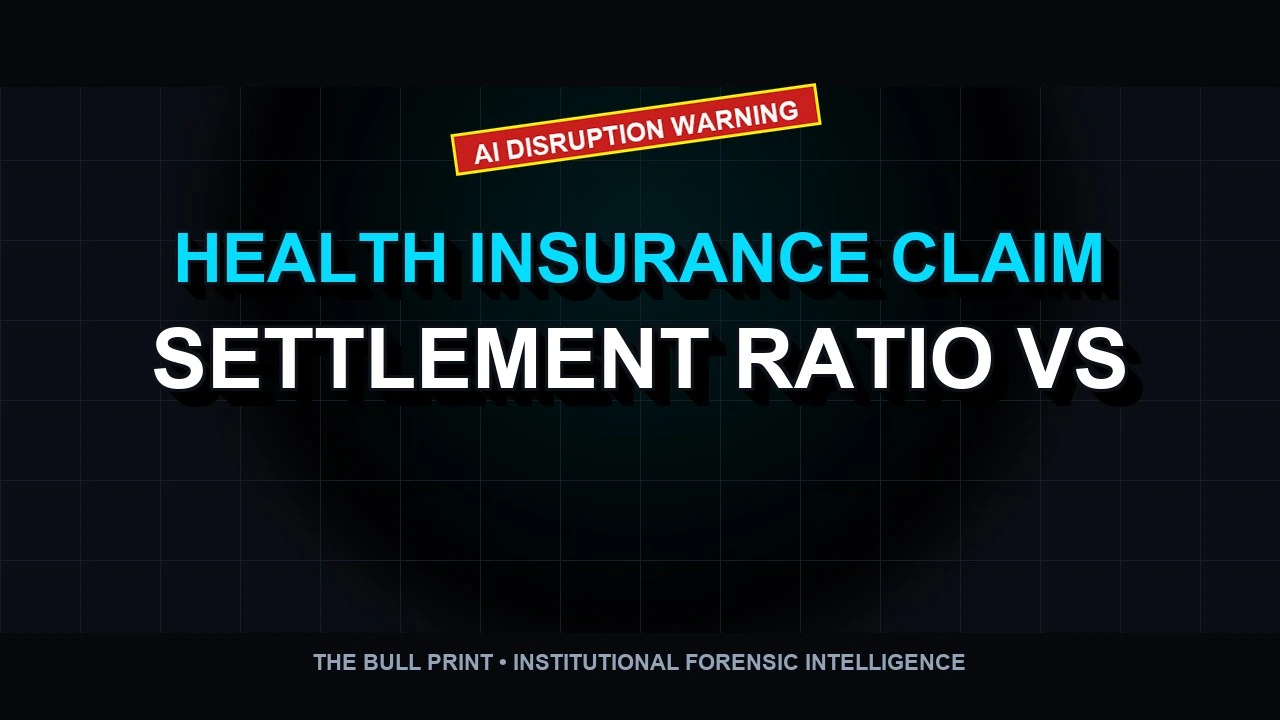 AI DISRUPTION WARNING
HEALTH INSURANCE CLAIM
SETTLEMENT RATIO VS
THE BULL PRINT • INSTITUTIONAL FORENSIC INTELLIGENCE